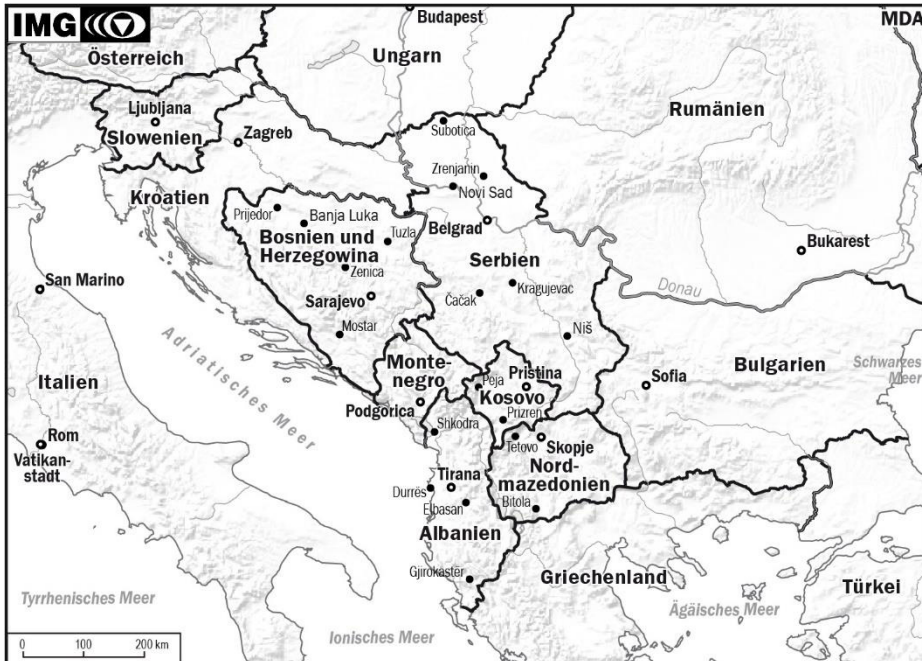 IMG
Budapest
MDA
Österreich
Ungarn
Rumänien
Ljubljana
Slowenien
Zagreb
Subotica
Zrenjanin
Novi Sad
Kroatien
Prijedor
Banja Luka
Belgrad
Bosnien und
Herzegowina
Tuzla
Bukarest
Zenica
Serbien
San Marino
Sarajevo
Čačak
Kragujevac
Donau
Mostar
Niš
Adriatisches Meer
Monte-
negro
Bulgarien
Schwarzes
Meer
Italien
Peja
Pristina
Kosovo
Sofia
Podgorica
Prizren
Shkodra
Rom
Vatikan-
stadt
Tetovo
Skopje
Nord-
mazedonien
Tirana
Durrës
Elbasan
Bitola
Albanien
Gjirokaster
Griechenland
Türkei
Tyrrhenisches Meer
Ägäisches Meer
Ionisches Meer
0 100 200 km